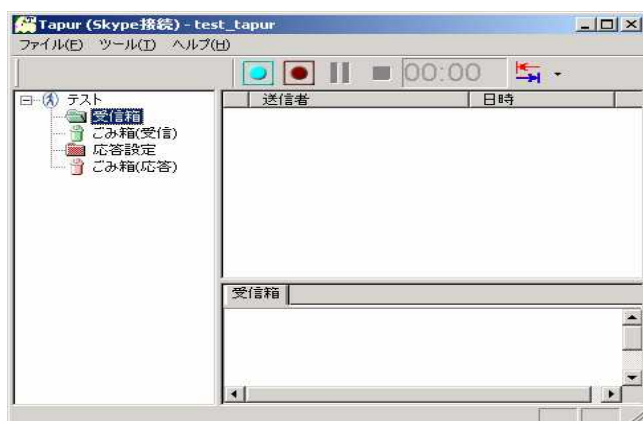 Tapur (Skype接続) - test_tapur
ファイル(F) ツール(T) ヘルプ(H)
00:00
テスト
受信箱
ごみ箱(受信)
応答設定
ごみ箱(応答)
送信者 日時
受信箱